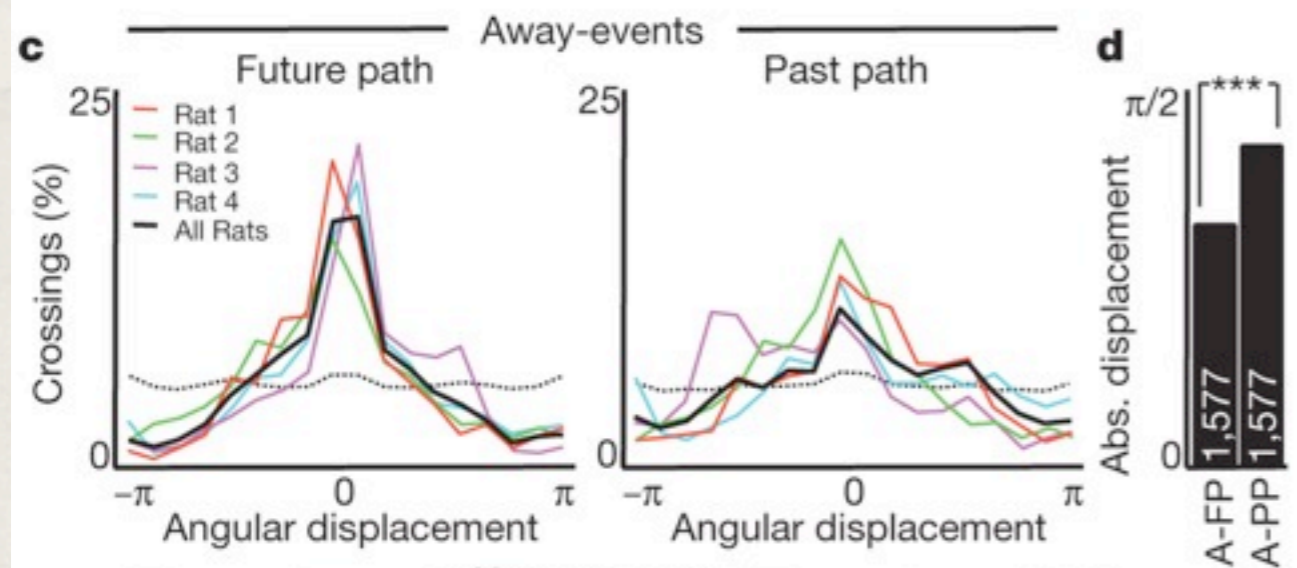 c
Away-events
Future path
Past path
25
Crossings (%)
0
Rat 1
Rat 2
Rat 3
Rat 4
All Rats
−π
0
π
Angular displacement
25
0
−π
0
π
Angular displacement
d
***
π/2
Abs. displacement
0
1,577
1,577
A-FP
A-PP